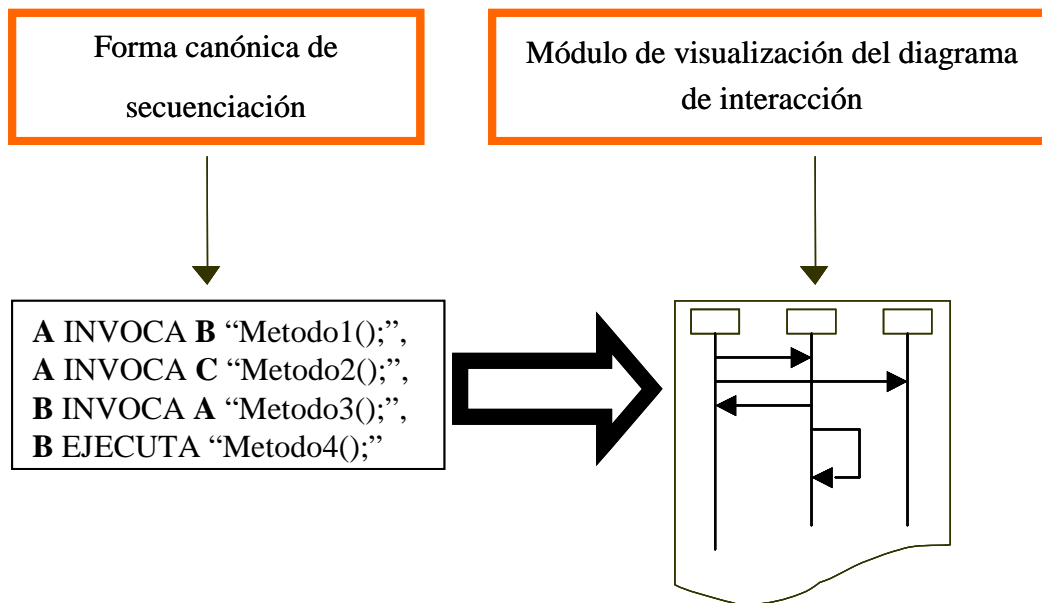 Forma canónica de
secuenciación
Módulo de visualización del diagrama
de interacción
A INVOCA B “Metodo1();”,
A INVOCA C “Metodo2();”,
B INVOCA A “Metodo3();”,
B EJECUTA “Metodo4();”